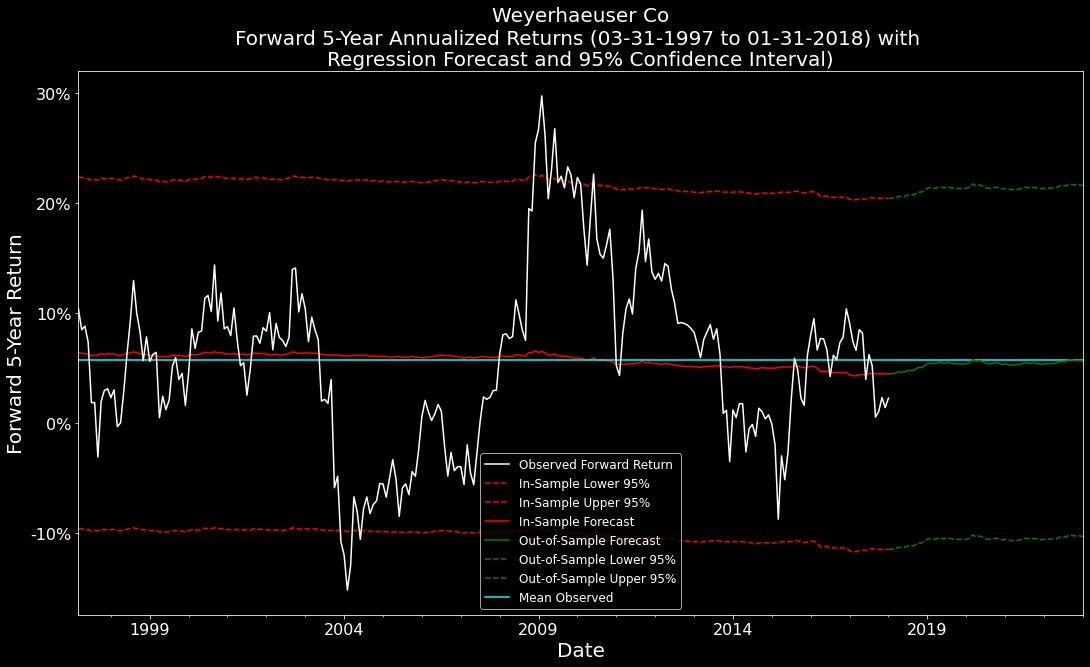 Weyerhaeuser Co
Forward 5-Year Annualized Returns (03-31-1997 to 01-31-2018) with
Regression Forecast and 95% Confidence Interval)
30%
20%
10%
0%
-10%
Forward 5-Year Return
Observed Forward Return
In-Sample Lower 95%
In-Sample Upper 95%
In-Sample Forecast
Out-of-Sample Forecast
Out-of-Sample Lower 95%
Out-of-Sample Upper 95%
Mean Observed
1999
2004
2009
2014
2019
Date